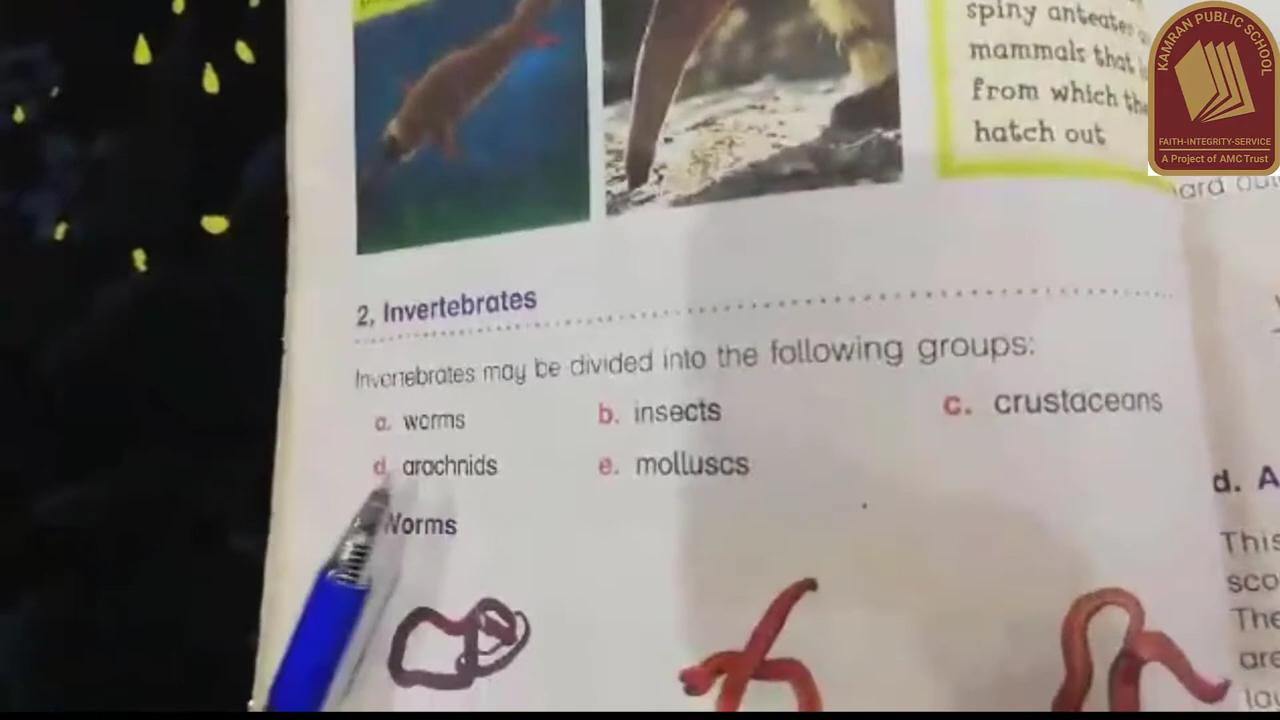 spiny anteater
mammals that
from which the
hatch out
KAMRAN PUBLIC SCHOOL
FAITH-INTEGRITY-SERVICE
A Project of AMC Trust
2, Invertebrates
Invertebrates may be divided into the following groups:
a. worms b. insects c. crustaceans
d. arachnids e. molluscs
Worms
d. A
This
The
are